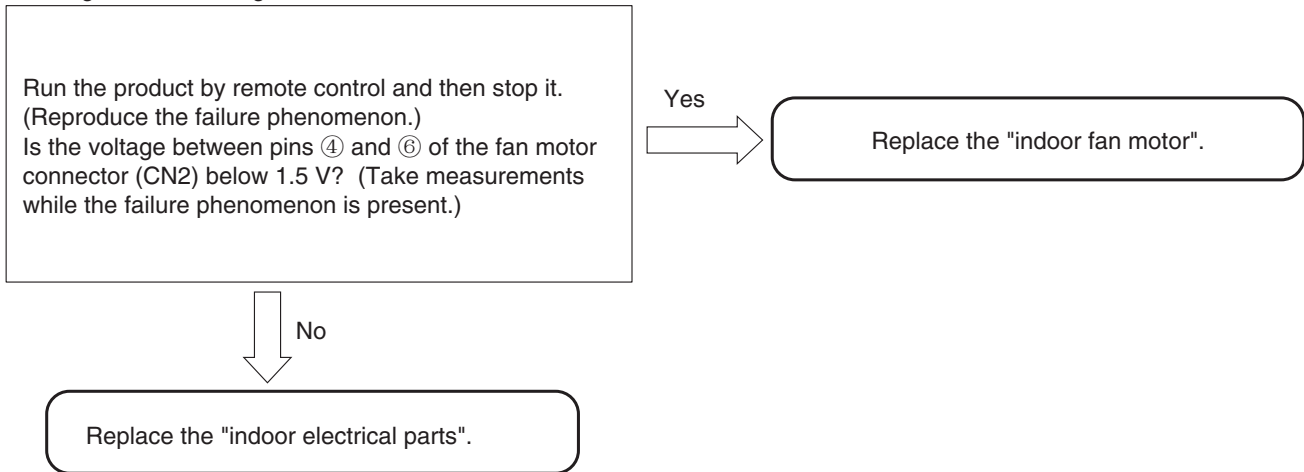 Run the product by remote control and then stop it.
(Reproduce the failure phenomenon.)
Is the voltage between pins ④ and ⑥ of the fan motor
connector (CN2) below 1.5 V?  (Take measurements
while the failure phenomenon is present.)
Yes
Replace the "indoor fan motor".
No
Replace the "indoor electrical parts".